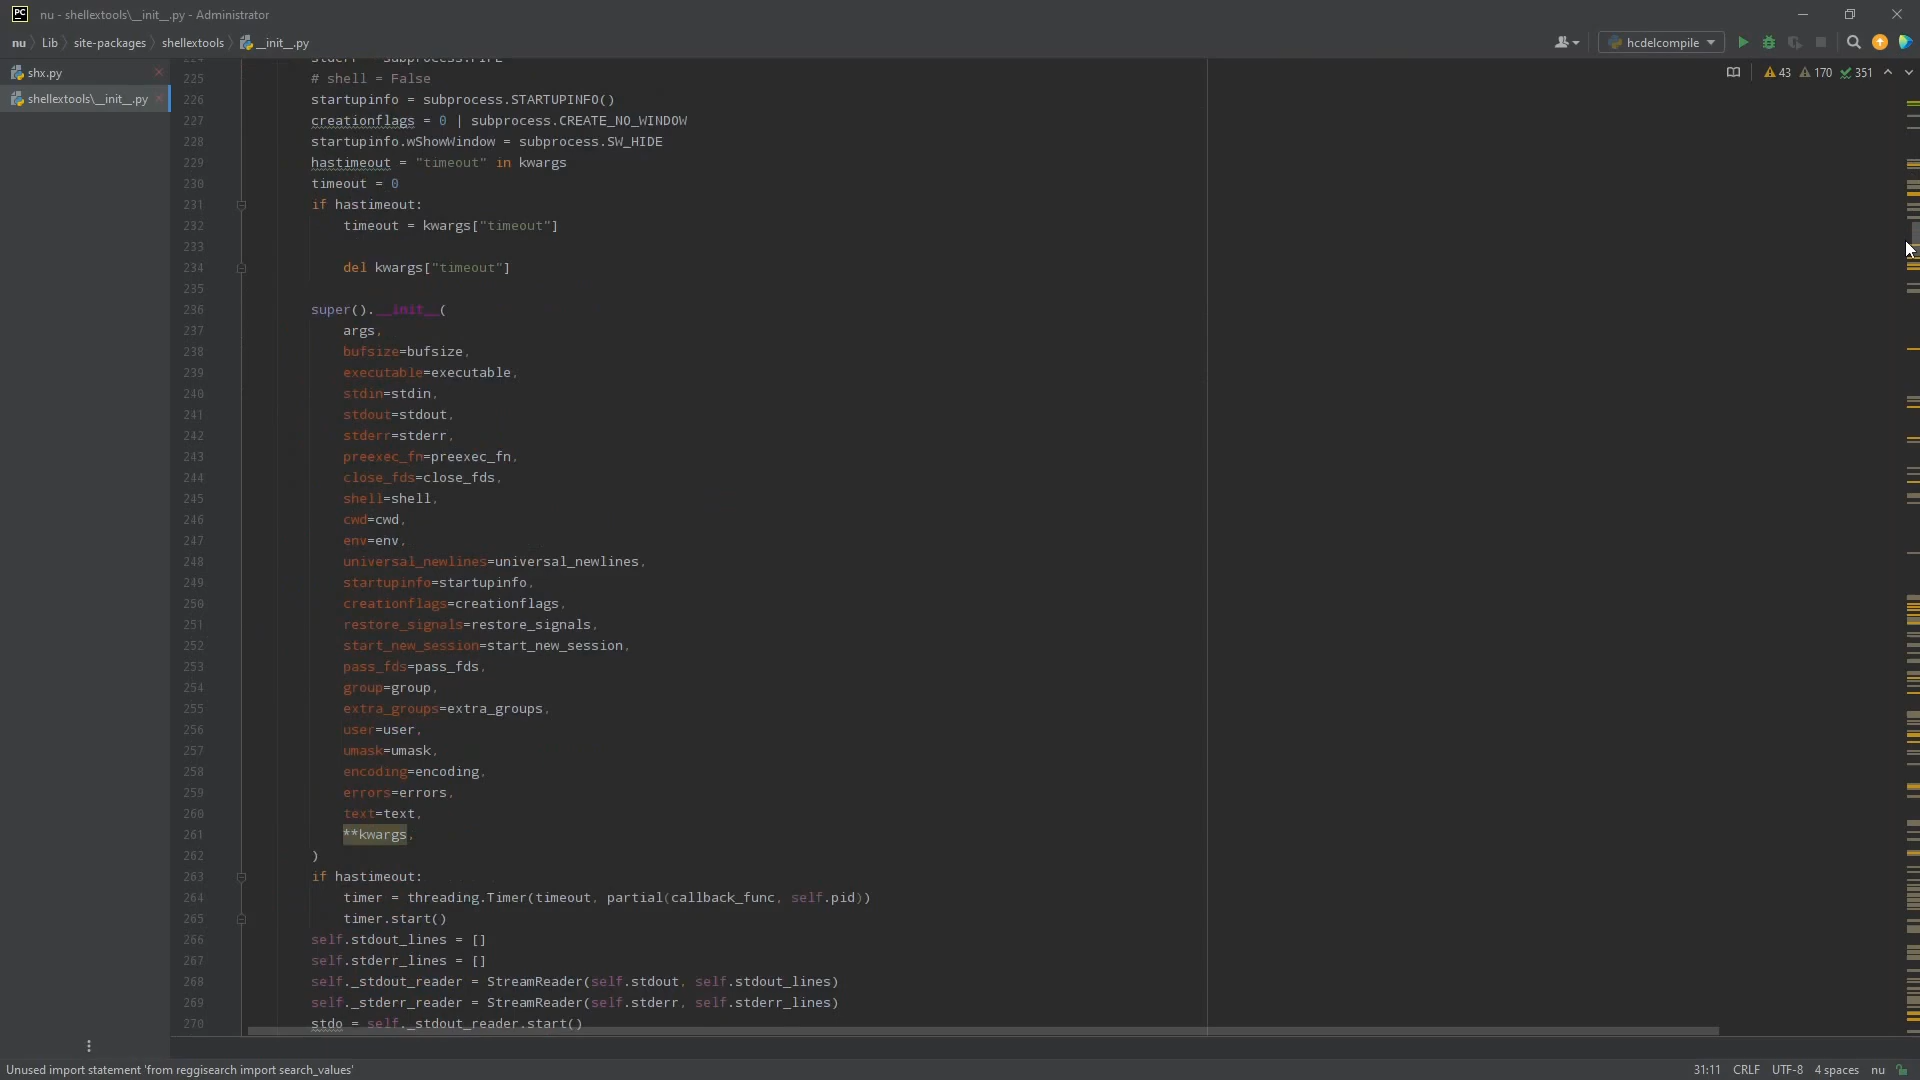 PC nu - shellextools\__init__.py - Administrator
nu Lib site-packages shellextools __init__.py hcdelcompile
shx.py
shellextools\__init__.py
43 170 351
225 # shell = False
226 startupinfo = subprocess.STARTUPINFO()
227 creationflags = 0 | subprocess.CREATE_NO_WINDOW
228 startupinfo.wShowWindow = subprocess.SW_HIDE
229 hastimeout = "timeout" in kwargs
230 timeout = 0
231 if hastimeout:
232 timeout = kwargs["timeout"]
233
234 del kwargs["timeout"]
235
236 super().__init__(
237 args,
238 bufsize=bufsize,
239 executable=executable,
240 stdin=stdin,
241 stdout=stdout,
242 stderr=stderr,
243 preexec_fn=preexec_fn,
244 close_fds=close_fds,
245 shell=shell,
246 cwd=cwd,
247 env=env,
248 universal_newlines=universal_newlines,
249 startupinfo=startupinfo,
250 creationflags=creationflags,
251 restore_signals=restore_signals,
252 start_new_session=start_new_session,
253 pass_fds=pass_fds,
254 group=group,
255 extra_groups=extra_groups,
256 user=user,
257 umask=umask,
258 encoding=encoding,
259 errors=errors,
260 text=text,
261 **kwargs,
262 )
263 if hastimeout:
264 timer = threading.Timer(timeout, partial(callback_func, self.pid))
265 timer.start()
266 self.stdout_lines = []
267 self.stderr_lines = []
268 self._stdout_reader = StreamReader(self.stdout, self.stdout_lines)
269 self._stderr_reader = StreamReader(self.stderr, self.stderr_lines)
270 stdo = self._stdout_reader.start()
Unused import statement 'from reggisearch import search_values' 31:11 CRLF UTF-8 4 spaces nu